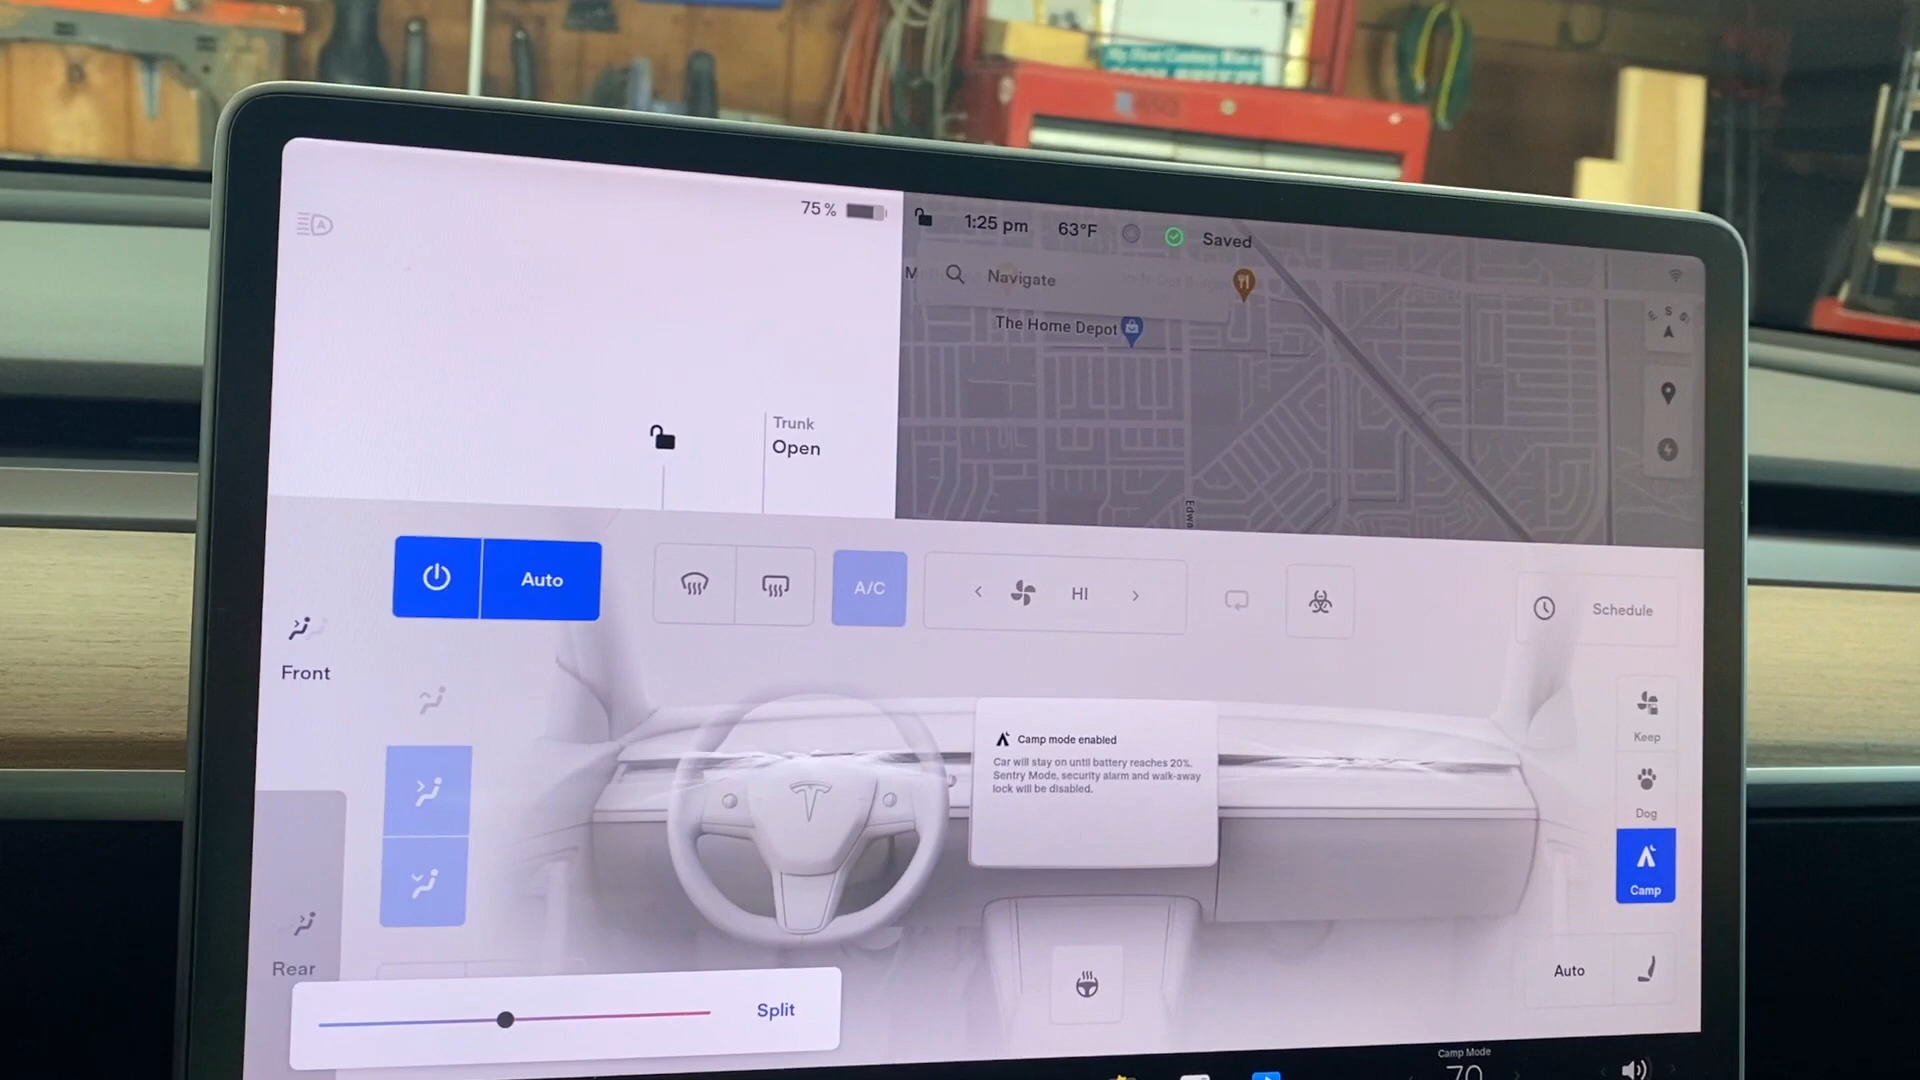 75%
1:25 pm
63°F
Saved
Navigate
The Home Depot
S
Edwa
Trunk
Open
Auto
A/C
HI
Schedule
Front
Keep
Camp mode enabled
Car will stay on until battery reaches 20%.
Sentry Mode, security alarm and walk-away
lock will be disabled.
Dog
Camp
Rear
Auto
Split
Camp Mode
70